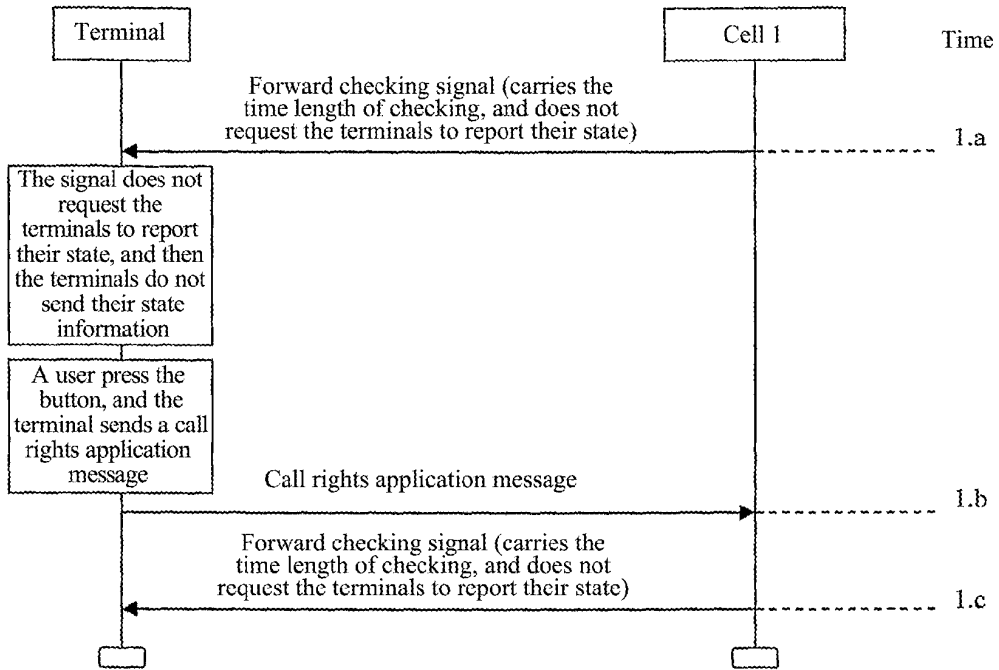 Terminal
Cell 1
Time
Forward checking signal (carries the
time length of checking, and does not
request the terminals to report their state)
1.a
The signal does not
request the
terminals to report
their state, and then
the terminals do not
send their state
information
A user press the
button, and the
terminal sends a call
rights application
message
Call rights application message
1.b
Forward checking signal (carries the
time length of checking, and does not
request the terminals to report their state)
1.c